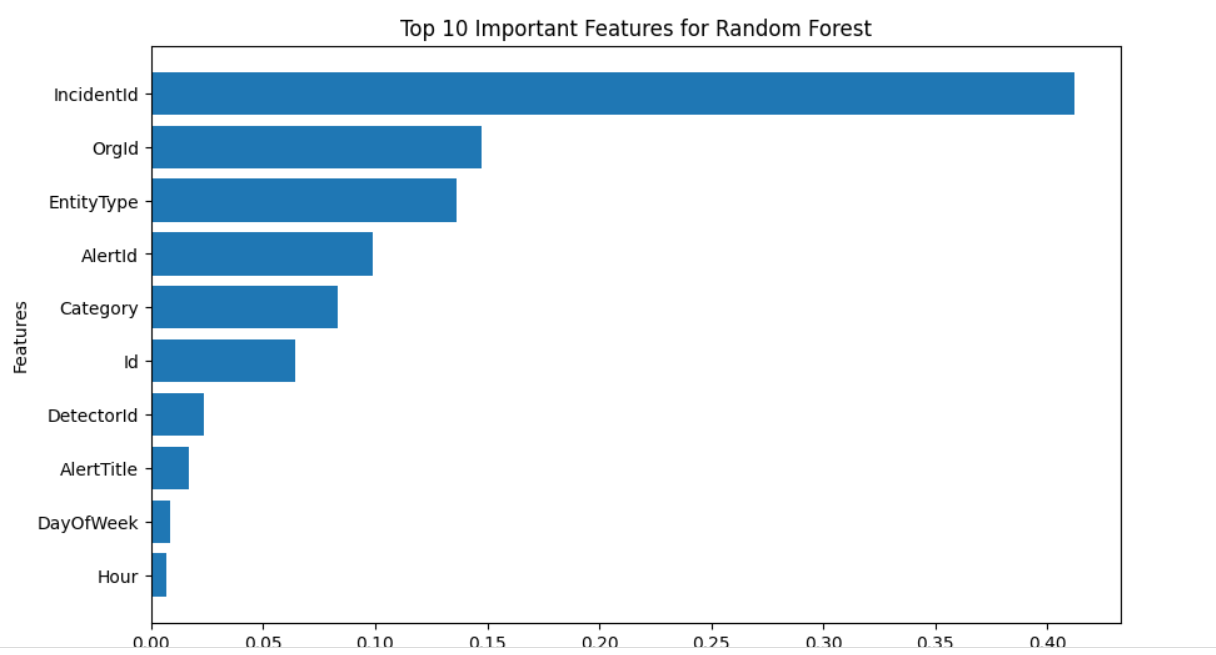 Top 10 Important Features for Random Forest
IncidentId
OrgId
EntityType
AlertId
Category
Id
DetectorId
AlertTitle
DayOfWeek
Hour
Features
0.00 0.05 0.10 0.15 0.20 0.25 0.30 0.35 0.40